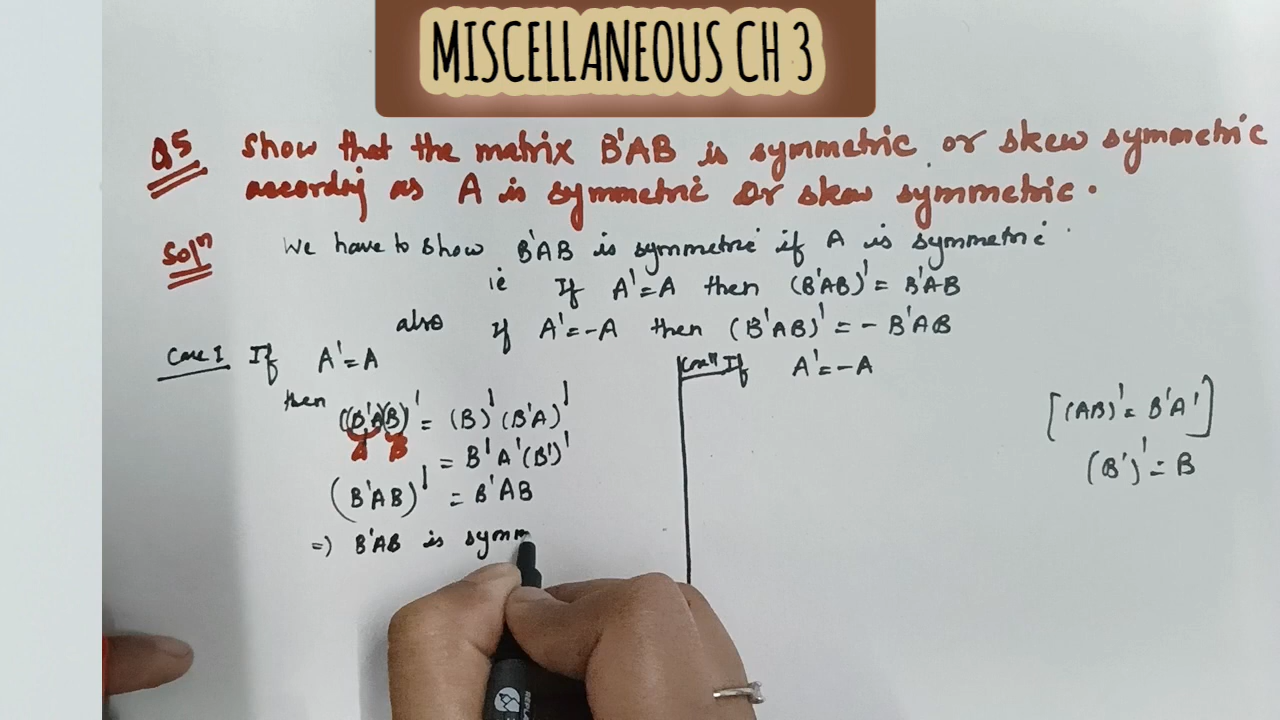 MISCELLANEOUS CH 3
Q5 Show that the matrix B'AB is symmetric or skew symmetric
according as A is symmetric or skew symmetric.
Solⁿ We have to show B'AB is symmetric if A is symmetric.
ie If A'=A then (B'AB)' = B'AB
also if A'=-A then (B'AB)' = - B'AB
Case I If A'=A
then ((B'A)(B))' = (B)'(B'A)'
A B
= B'A'(B')'
(B'AB)' = B'AB
=) B'AB is symm
Case II If A'=-A
[(AB)' = B'A']
(B')' = B